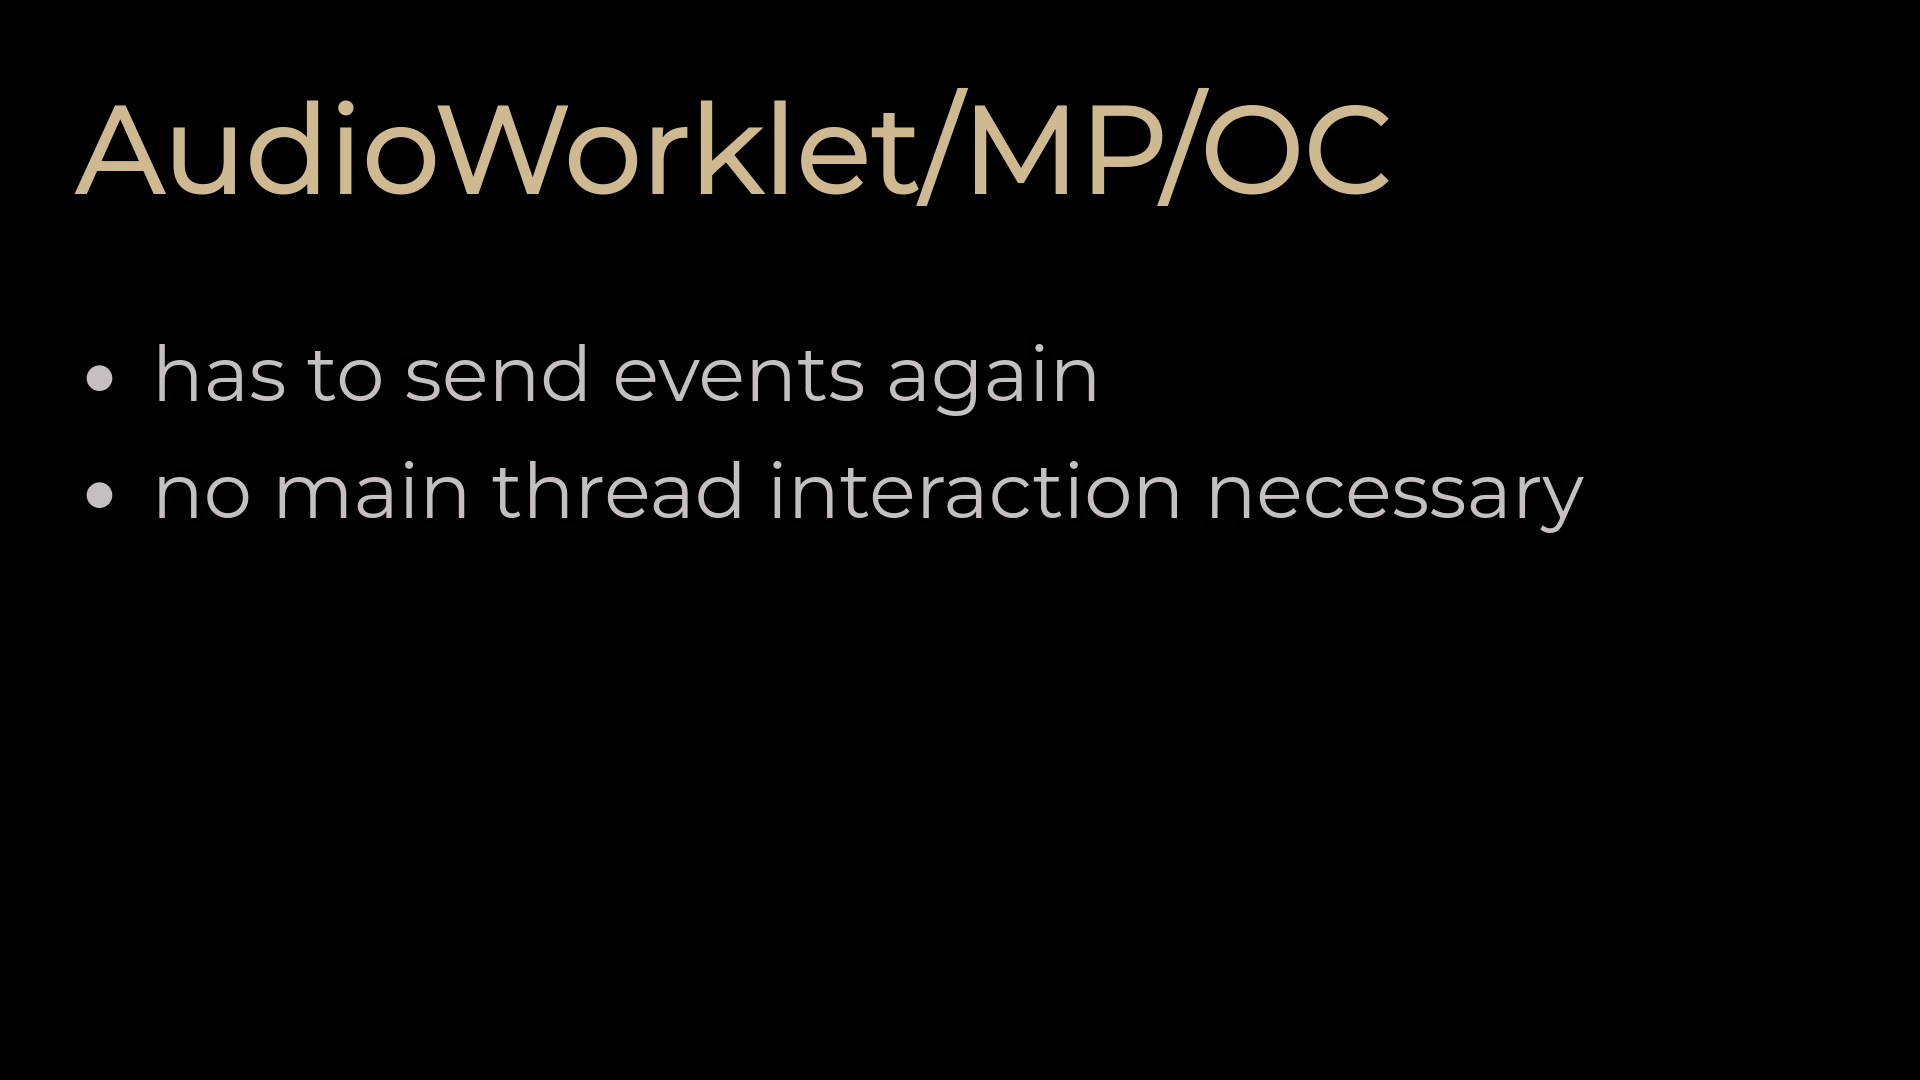 AudioWorklet/MP/OC
• has to send events again
• no main thread interaction necessary